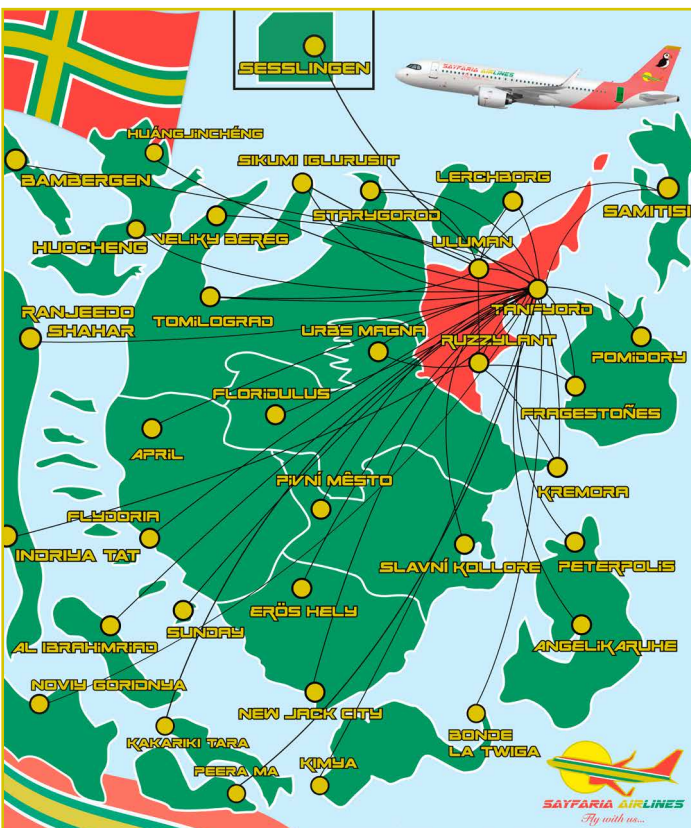 SESSLINGEN
SAYFARIA AIRLINES
HUÁNGJINCHÉNG
SIKUMI IGLURUSIIT
LERCHBORG
BAMBERGEN
STARYGOROD
SAMITISI
HUOCHENG
VELIKY BEREG
ULUMAN
RANJEEDO
SHAHAR
TOMILOGRAD
TANFYORD
URBS MAGNA
RUZZYLANT
POMIDORY
FLORIDULUS
FRAGESTOÑES
APRIL
PIVNÍ MĚSTO
KREMORA
FLYDORIA
INDRIYA TAT
SLAVNÍ KOLLORE
PETERPOLIS
ERÖS HELY
SUNDAY
AL IBRAHIMRIAD
ANGELIKARUHE
NOVIY GORIDNYA
NEW JACK CITY
KAKARIKI TARA
BONDE
LA TWIGA
PEERA MA
KIMYA
SAYFARIA AIRLINES
Fly with us...